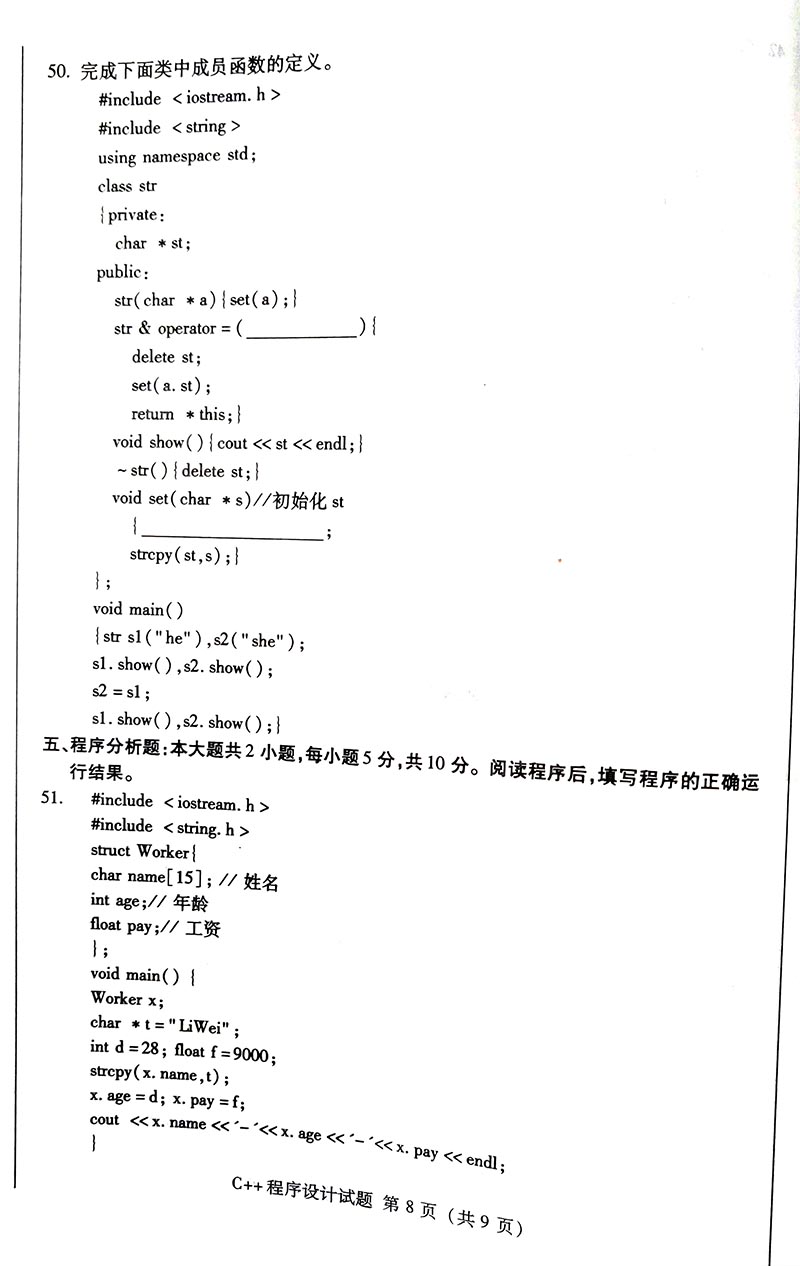 50. 完成下面类中成员函数的定义。
#include <iostream.h>
#include <string>
using namespace std;
class str
{private:
char *st;
public:
str(char *a){set(a);}
str & operator=(____________){
delete st;
set(a.st);
return *this;}
void show(){cout<<st<<endl;}
~str(){delete st;}
void set(char *s)//初始化 st
{____________________;
strcpy(st,s);}
};
void main()
{str s1("he"),s2("she");
s1.show(),s2.show();
s2=s1;
s1.show(),s2.show();}
五、程序分析题:本大题共2小题,每小题5分,共10分。阅读程序后,填写程序的正确运
行结果。
51. #include <iostream.h>
#include <string.h>
struct Worker{
char name[15]; // 姓名
int age;// 年龄
float pay;// 工资
};
void main() {
Worker x;
char *t="LiWei";
int d=28; float f=9000;
strcpy(x.name,t);
x.age=d; x.pay=f;
cout <<x.name<<'-'<<x.age<<'-'<<x.pay<<endl;
}
C++程序设计试题 第8页(共9页)